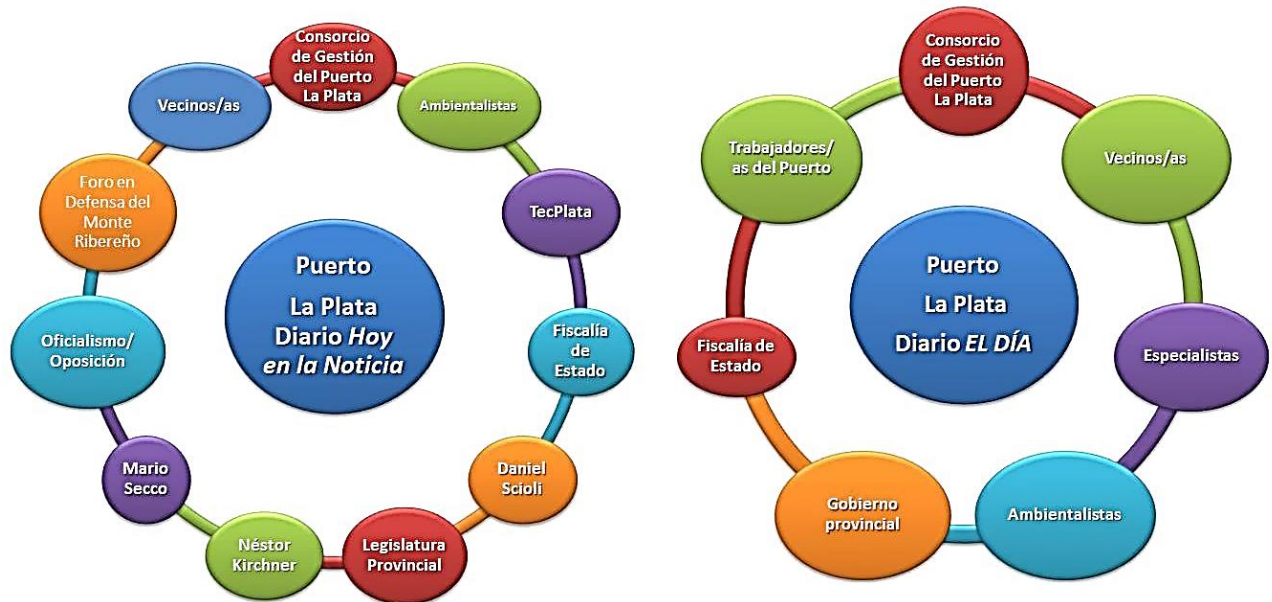 Consorcio
de Gestión
del Puerto
La Plata
Ambientalistas
TecPlata
Fiscalía
de
Estado
Daniel
Scioli
Legislatura
Provincial
Néstor
Kirchner
Mario
Secco
Oficialismo/
Oposición
Foro en
Defensa del
Monte
Ribereño
Vecinos/as
Puerto
La Plata
Diario Hoy
en la Noticia
Consorcio
de Gestión
del Puerto
La Plata
Vecinos/as
Especialistas
Ambientalistas
Gobierno
provincial
Fiscalía de
Estado
Trabajadores/
as del Puerto
Puerto
La Plata
Diario EL DÍA